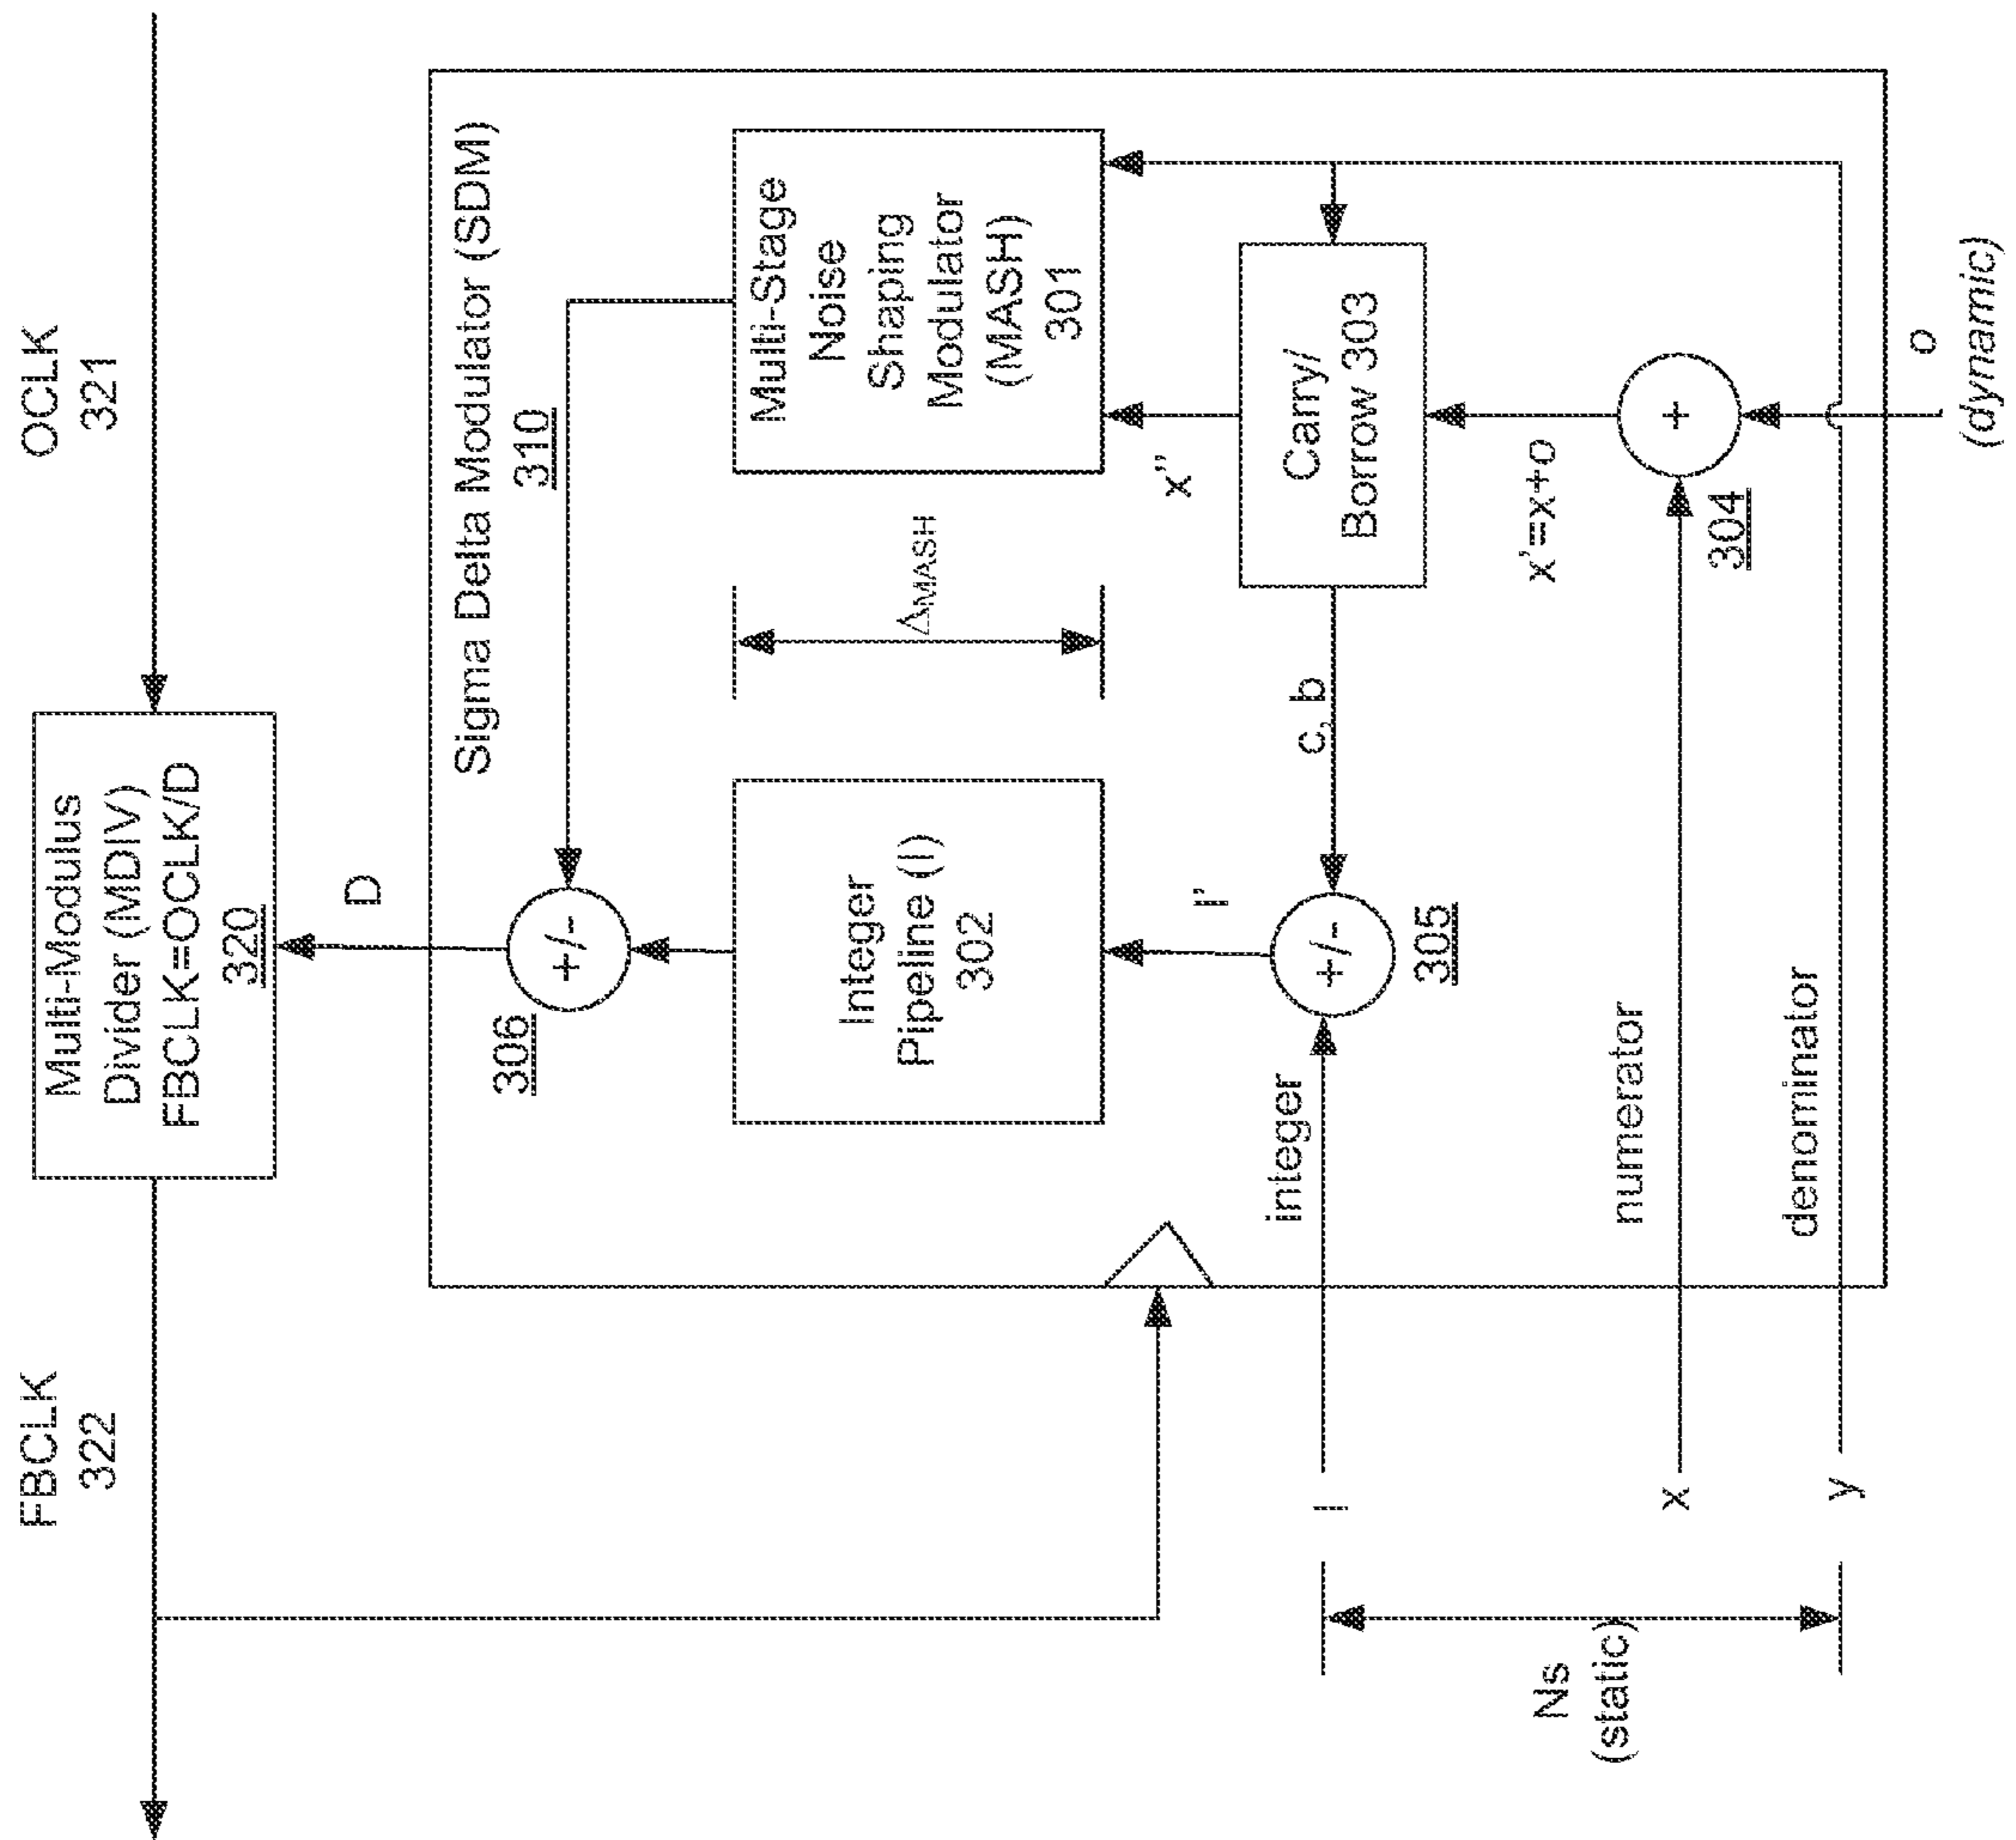 OCLK
321
FBCLK
322
Multi-Modulus
Divider (MDIV)
FBCLK=OCLK/D
320
D
Sigma Delta Modulator (SDM)
310
+/-
306
Multi-Stage
Noise
Shaping
Modulator
(MASH)
301
Integer
Pipeline (I)
302
ΔMASH
x''
I'
c, b
Carry/
Borrow 303
+/-
305
integer
x'=x+o
+
304
numerator
denominator
I
x
y
Ns
(static)
o
(dynamic)